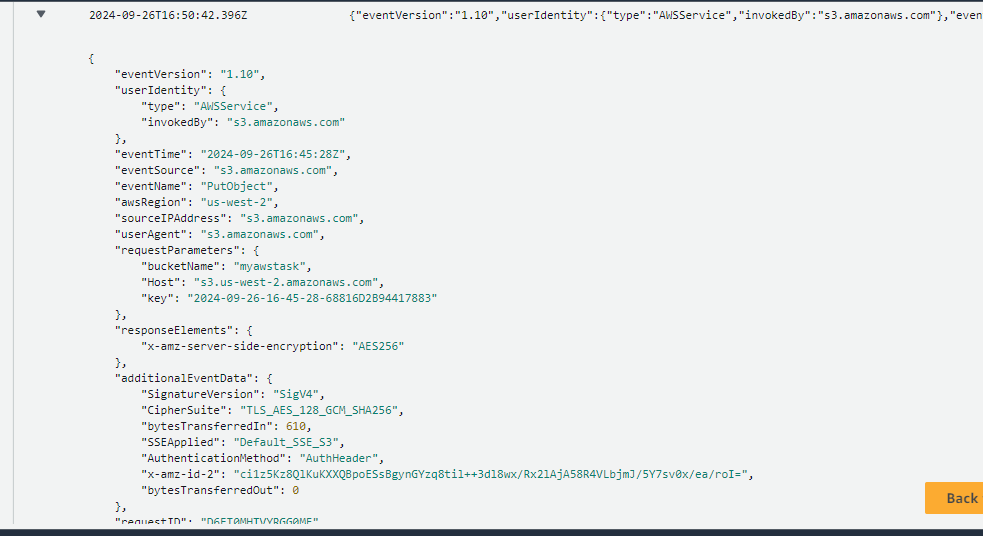 2024-09-26T16:50:42.396Z {"eventVersion":"1.10","userIdentity":{"type":"AWSService","invokedBy":"s3.amazonaws.com"},"even
{
"eventVersion": "1.10",
"userIdentity": {
"type": "AWSService",
"invokedBy": "s3.amazonaws.com"
},
"eventTime": "2024-09-26T16:45:28Z",
"eventSource": "s3.amazonaws.com",
"eventName": "PutObject",
"awsRegion": "us-west-2",
"sourceIPAddress": "s3.amazonaws.com",
"userAgent": "s3.amazonaws.com",
"requestParameters": {
"bucketName": "myawstask",
"Host": "s3.us-west-2.amazonaws.com",
"key": "2024-09-26-16-45-28-68816D2B94417883"
},
"responseElements": {
"x-amz-server-side-encryption": "AES256"
},
"additionalEventData": {
"SignatureVersion": "SigV4",
"CipherSuite": "TLS_AES_128_GCM_SHA256",
"bytesTransferredIn": 610,
"SSEApplied": "Default_SSE_S3",
"AuthenticationMethod": "AuthHeader",
"x-amz-id-2": "ci1z5Kz8QlKuKXXQBpoESsBgynGYzq8til++3dl8wx/Rx2lAjA58R4VLbjmJ/5Y7sv0x/ea/roI=",
"bytesTransferredOut": 0
},
"requestID":
Back